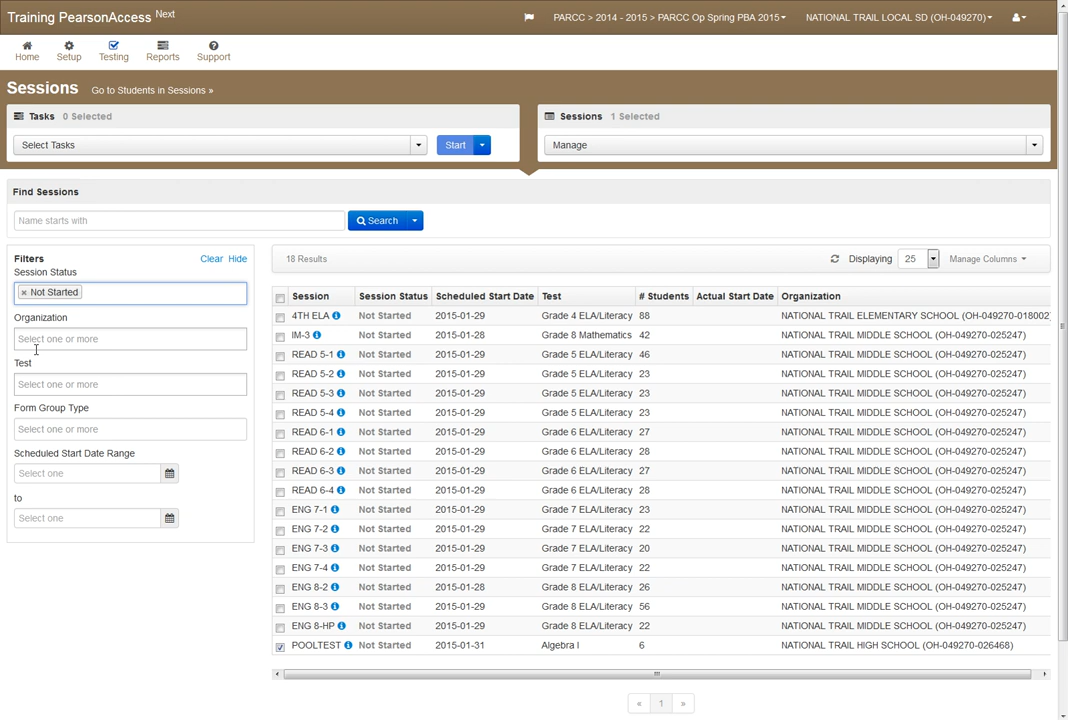 Training PearsonAccess Next
PARCC > 2014 - 2015 > PARCC Op Spring PBA 2015
NATIONAL TRAIL LOCAL SD (OH-049270)
Home
Setup
Testing
Reports
Support
Sessions
Go to Students in Sessions »
Tasks 0 Selected
Select Tasks
Start
Sessions 1 Selected
Manage
Find Sessions
Name starts with
Search
Filters
Clear Hide
Session Status
× Not Started
Organization
Select one or more
Test
Select one or more
Form Group Type
Select one or more
Scheduled Start Date Range
Select one
to
Select one
18 Results
Displaying 25
Manage Columns
Session Session Status Scheduled Start Date Test # Students Actual Start Date Organization
4TH ELA Not Started 2015-01-29 Grade 4 ELA/Literacy 88 NATIONAL TRAIL ELEMENTARY SCHOOL (OH-049270-018002
IM-3 Not Started 2015-01-29 Grade 8 Mathematics 42 NATIONAL TRAIL MIDDLE SCHOOL (OH-049270-025247)
READ 5-1 Not Started 2015-01-29 Grade 5 ELA/Literacy 46 NATIONAL TRAIL MIDDLE SCHOOL (OH-049270-025247)
READ 5-2 Not Started 2015-01-29 Grade 5 ELA/Literacy 23 NATIONAL TRAIL MIDDLE SCHOOL (OH-049270-025247)
READ 5-3 Not Started 2015-01-29 Grade 5 ELA/Literacy 23 NATIONAL TRAIL MIDDLE SCHOOL (OH-049270-025247)
READ 5-4 Not Started 2015-01-29 Grade 5 ELA/Literacy 23 NATIONAL TRAIL MIDDLE SCHOOL (OH-049270-025247)
READ 6-1 Not Started 2015-01-29 Grade 6 ELA/Literacy 27 NATIONAL TRAIL MIDDLE SCHOOL (OH-049270-025247)
READ 6-2 Not Started 2015-01-29 Grade 6 ELA/Literacy 28 NATIONAL TRAIL MIDDLE SCHOOL (OH-049270-025247)
READ 6-3 Not Started 2015-01-29 Grade 6 ELA/Literacy 27 NATIONAL TRAIL MIDDLE SCHOOL (OH-049270-025247)
READ 6-4 Not Started 2015-01-29 Grade 6 ELA/Literacy 28 NATIONAL TRAIL MIDDLE SCHOOL (OH-049270-025247)
ENG 7-1 Not Started 2015-01-29 Grade 7 ELA/Literacy 23 NATIONAL TRAIL MIDDLE SCHOOL (OH-049270-025247)
ENG 7-2 Not Started 2015-01-29 Grade 7 ELA/Literacy 22 NATIONAL TRAIL MIDDLE SCHOOL (OH-049270-025247)
ENG 7-3 Not Started 2015-01-29 Grade 7 ELA/Literacy 20 NATIONAL TRAIL MIDDLE SCHOOL (OH-049270-025247)
ENG 7-4 Not Started 2015-01-29 Grade 7 ELA/Literacy 22 NATIONAL TRAIL MIDDLE SCHOOL (OH-049270-025247)
ENG 8-2 Not Started 2015-01-28 Grade 8 ELA/Literacy 26 NATIONAL TRAIL MIDDLE SCHOOL (OH-049270-025247)
ENG 8-3 Not Started 2015-01-29 Grade 8 ELA/Literacy 56 NATIONAL TRAIL MIDDLE SCHOOL (OH-049270-025247)
ENG 8-HP Not Started 2015-01-29 Grade 8 ELA/Literacy 22 NATIONAL TRAIL MIDDLE SCHOOL (OH-049270-025247)
POOLTEST Not Started 2015-01-31 Algebra I 6 NATIONAL TRAIL HIGH SCHOOL (OH-049270-026468)
« 1 »